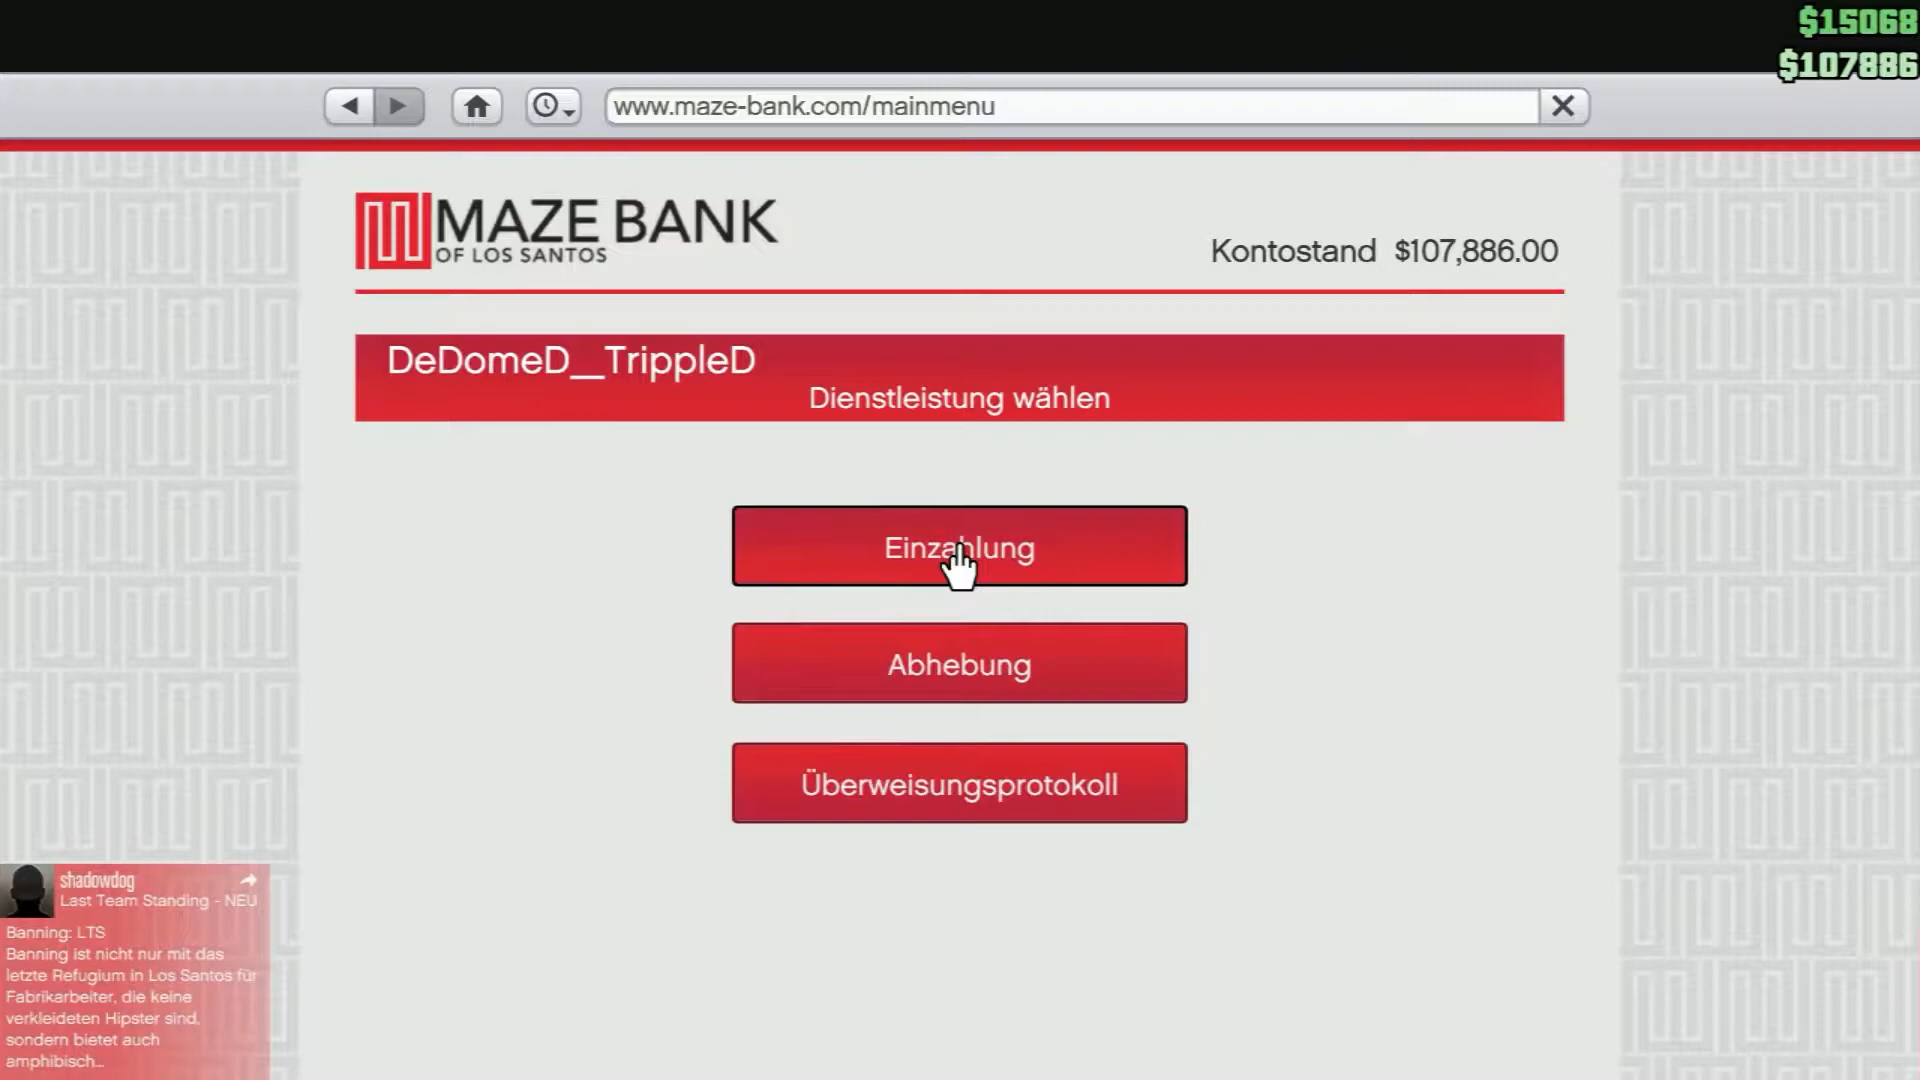 $15068
$107886
www.maze-bank.com/mainmenu
MAZE BANK
OF LOS SANTOS
Kontostand $107,886.00
DeDomeD__TrippleD
Dienstleistung wählen
Einzahlung
Abhebung
Überweisungsprotokoll
shadowdog
Last Team Standing - NEU
Banning: LTS
Banning ist nicht nur mit das
letzte Refugium in Los Santos für
Fabrikarbeiter, die keine
verkleideten Hipster sind,
sondern bietet auch
amphibisch...